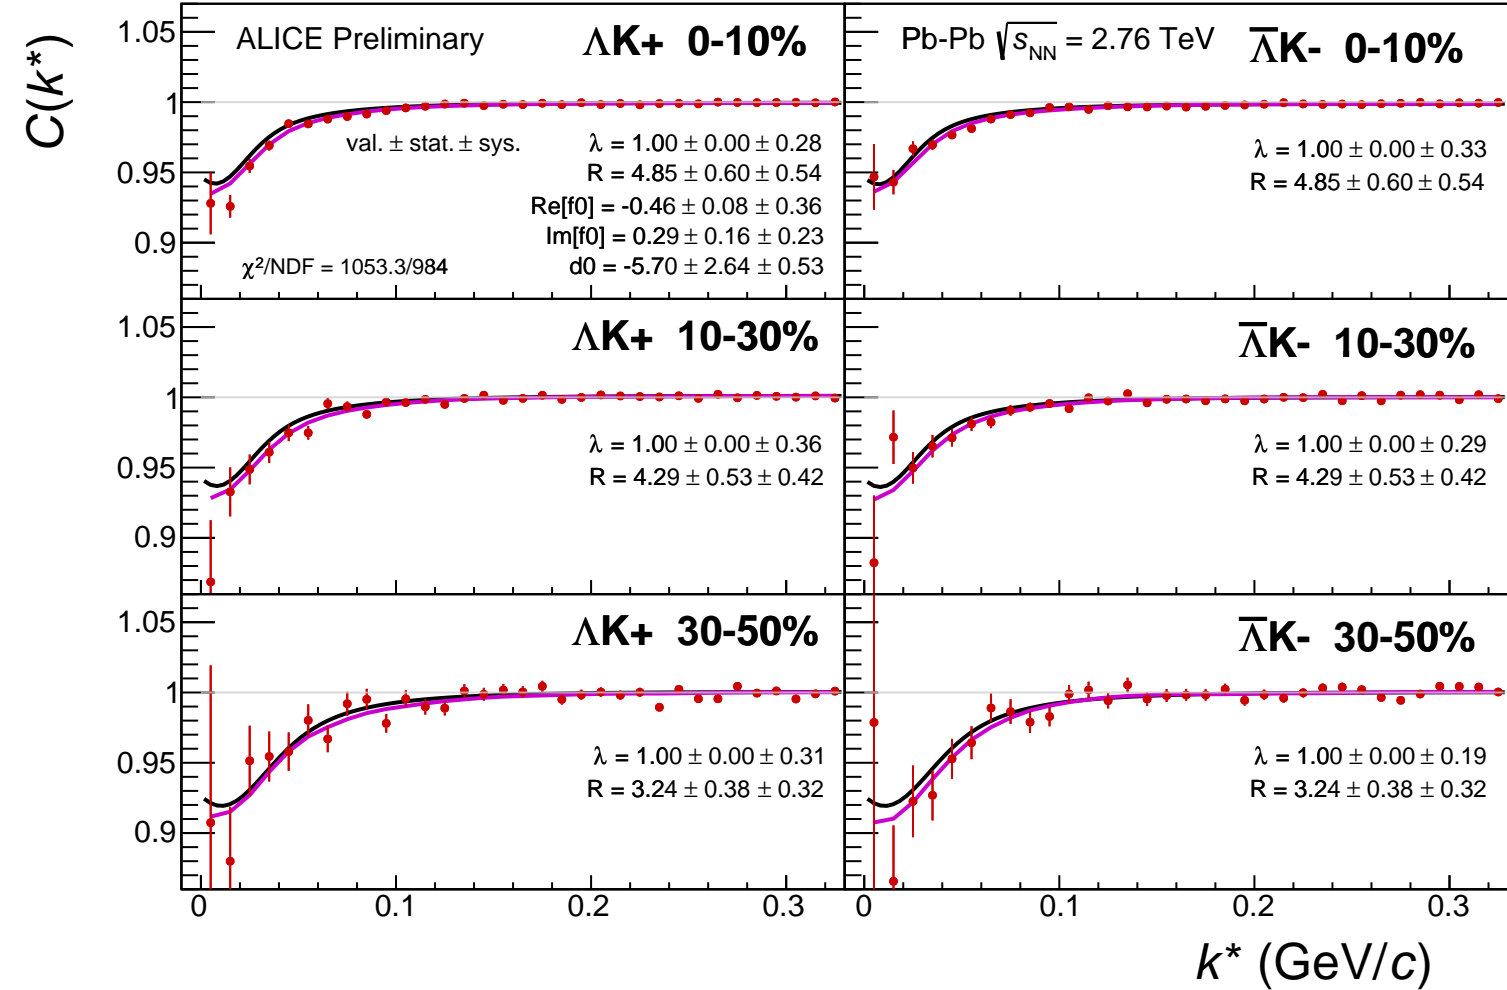 C(k*)
ALICE Preliminary
ΛK+ 0-10%
1.05
1
0.95
0.9
val. ± stat. ± sys.
λ = 1.00 ± 0.00 ± 0.28
R = 4.85 ± 0.60 ± 0.54
Re[f0] = -0.46 ± 0.08 ± 0.36
Im[f0] = 0.29 ± 0.16 ± 0.23
d0 = -5.70 ± 2.64 ± 0.53
χ²/NDF = 1053.3/984
Pb-Pb √sNN = 2.76 TeV
Λ̅K- 0-10%
λ = 1.00 ± 0.00 ± 0.33
R = 4.85 ± 0.60 ± 0.54
ΛK+ 10-30%
1.05
1
0.95
0.9
λ = 1.00 ± 0.00 ± 0.36
R = 4.29 ± 0.53 ± 0.42
Λ̅K- 10-30%
λ = 1.00 ± 0.00 ± 0.29
R = 4.29 ± 0.53 ± 0.42
ΛK+ 30-50%
1.05
1
0.95
0.9
λ = 1.00 ± 0.00 ± 0.31
R = 3.24 ± 0.38 ± 0.32
Λ̅K- 30-50%
λ = 1.00 ± 0.00 ± 0.19
R = 3.24 ± 0.38 ± 0.32
0 0.1 0.2 0.3
0 0.1 0.2 0.3
k* (GeV/c)